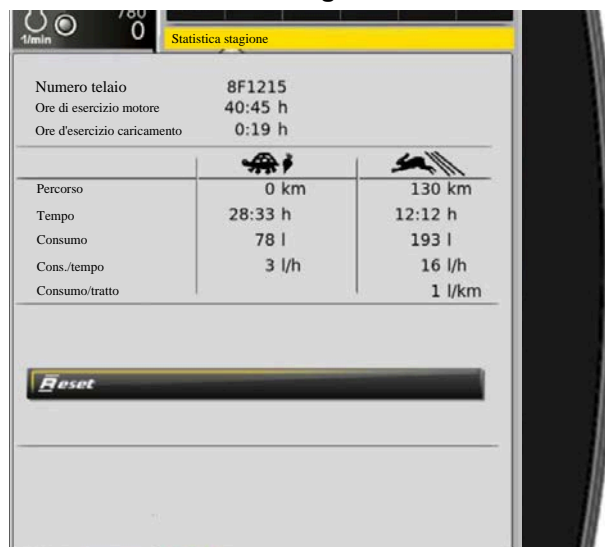 780
1/min 0
Statistica stagione
Numero telaio 8F1215
Ore di esercizio motore 40:45 h
Ore d'esercizio caricamento 0:19 h
Percorso 0 km 130 km
Tempo 28:33 h 12:12 h
Consumo 78 l 193 l
Cons./tempo 3 l/h 16 l/h
Consumo/tratto 1 l/km
Reset